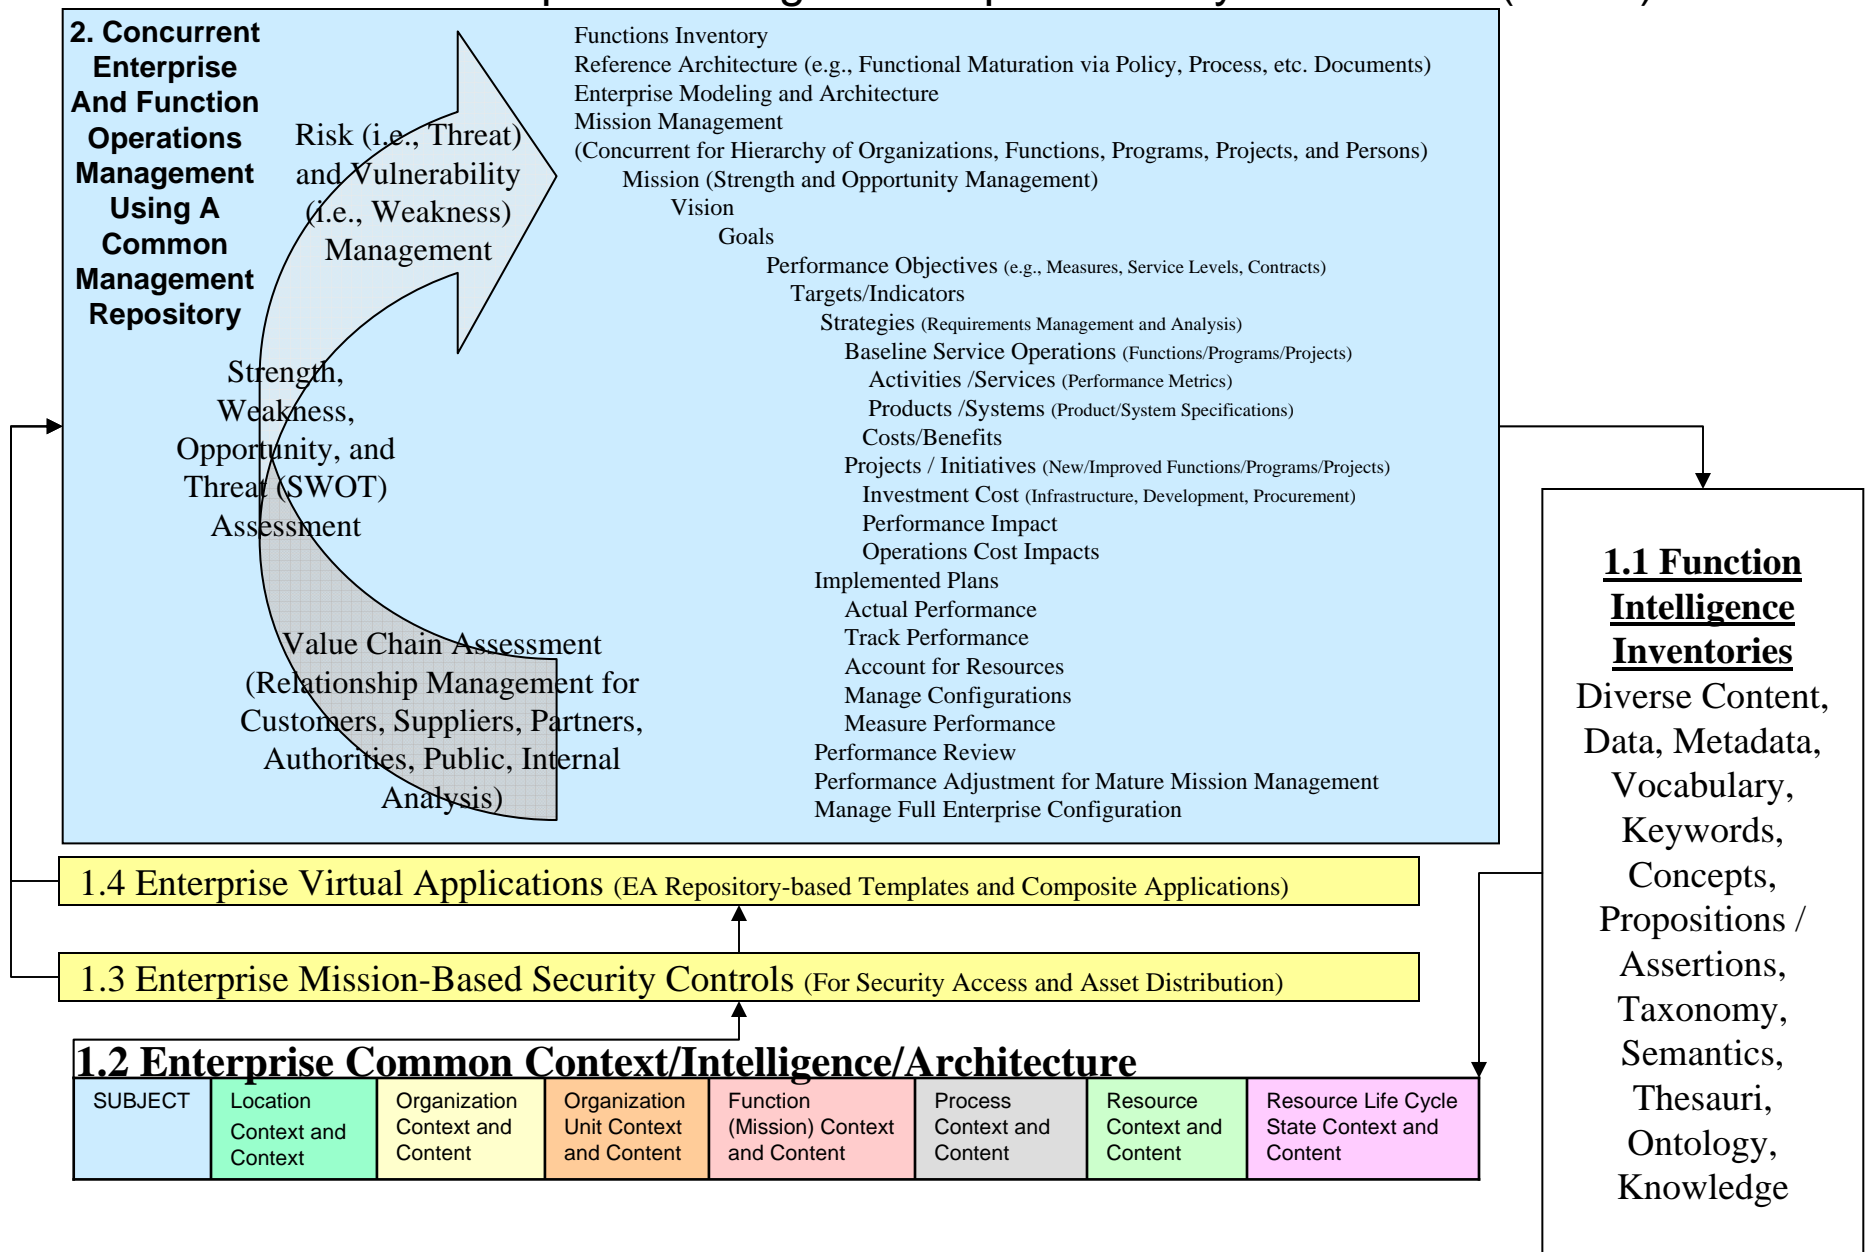 2. Concurrent
Enterprise
And Function
Operations
Management
Using A
Common
Management
Repository
Risk (i.e., Threat)
and Vulnerability
(i.e., Weakness)
Management
Strength,
Weakness,
Opportunity, and
Threat (SWOT)
Assessment
Value Chain Assessment
(Relationship Management for
Customers, Suppliers, Partners,
Authorities, Public, Internal
Analysis)
Functions Inventory
Reference Architecture (e.g., Functional Maturation via Policy, Process, etc. Documents)
Enterprise Modeling and Architecture
Mission Management
(Concurrent for Hierarchy of Organizations, Functions, Programs, Projects, and Persons)
Mission (Strength and Opportunity Management)
Vision
Goals
Performance Objectives (e.g., Measures, Service Levels, Contracts)
Targets/Indicators
Strategies (Requirements Management and Analysis)
Baseline Service Operations (Functions/Programs/Projects)
Activities /Services (Performance Metrics)
Products /Systems (Product/System Specifications)
Costs/Benefits
Projects / Initiatives (New/Improved Functions/Programs/Projects)
Investment Cost (Infrastructure, Development, Procurement)
Performance Impact
Operations Cost Impacts
Implemented Plans
Actual Performance
Track Performance
Account for Resources
Manage Configurations
Measure Performance
Performance Review
Performance Adjustment for Mature Mission Management
Manage Full Enterprise Configuration
1.1 Function
Intelligence
Inventories
Diverse Content,
Data, Metadata,
Vocabulary,
Keywords,
Concepts,
Propositions /
Assertions,
Taxonomy,
Semantics,
Thesauri,
Ontology,
Knowledge
1.4 Enterprise Virtual Applications (EA Repository-based Templates and Composite Applications)
1.3 Enterprise Mission-Based Security Controls (For Security Access and Asset Distribution)
1.2 Enterprise Common Context/Intelligence/Architecture
SUBJECT
Location
Context and
Context
Organization
Context and
Content
Organization
Unit Context
and Content
Function
(Mission) Context
and Content
Process
Context and
Content
Resource
Context and
Content
Resource Life Cycle
State Context and
Content